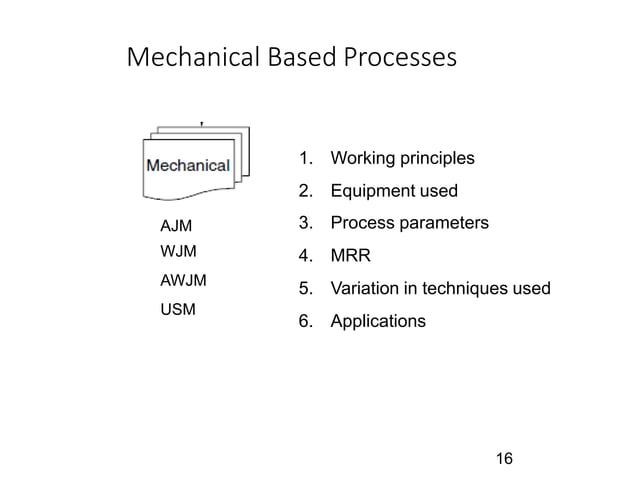 Mechanical Based Processes
Mechanical
AJM
WJM
AWJM
USM
1. Working principles
2. Equipment used
3. Process parameters
4. MRR
5. Variation in techniques used
6. Applications
16